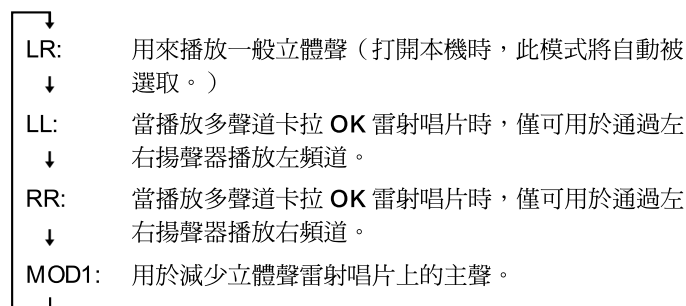 LR: 用來播放一般立體聲（打開本機時，此模式將自動被
選取。）
LL: 當播放多聲道卡拉 OK 雷射唱片時，僅可用於通過左
右揚聲器播放左頻道。
RR: 當播放多聲道卡拉 OK 雷射唱片時，僅可用於通過左
右揚聲器播放右頻道。
MOD1: 用於減少立體聲雷射唱片上的主聲。